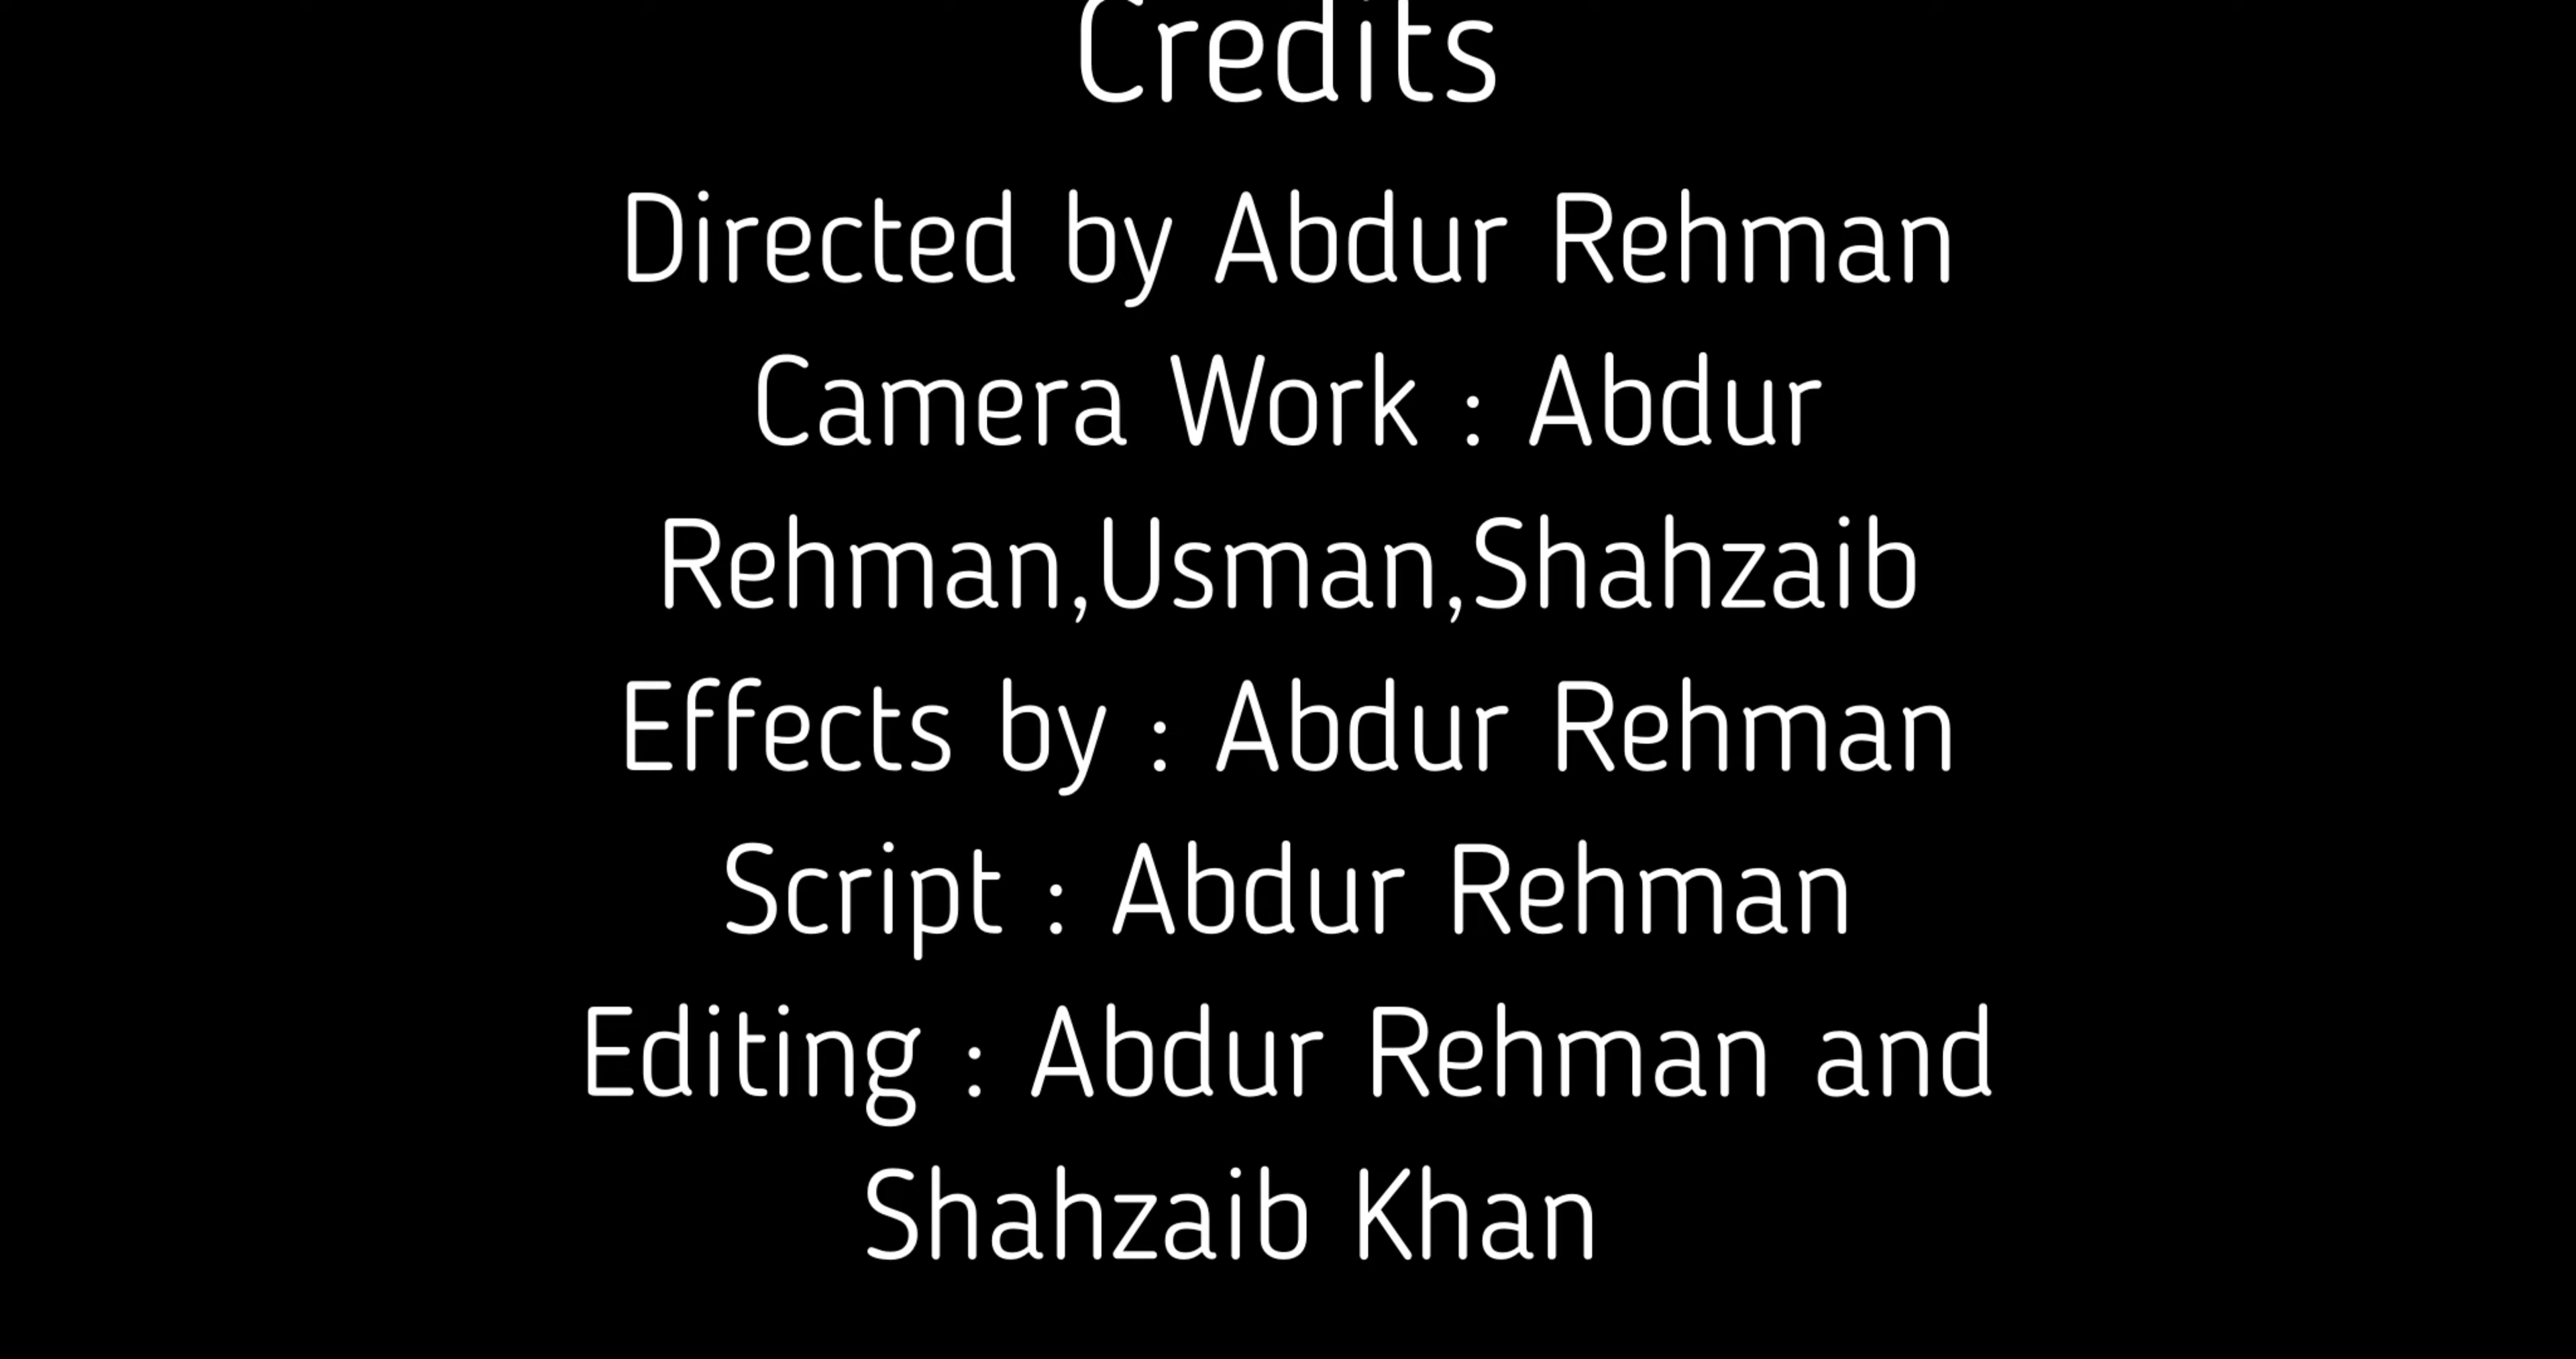 Credits
Directed by Abdur Rehman
Camera Work : Abdur
Rehman,Usman,Shahzaib
Effects by : Abdur Rehman
Script : Abdur Rehman
Editing : Abdur Rehman and
Shahzaib Khan